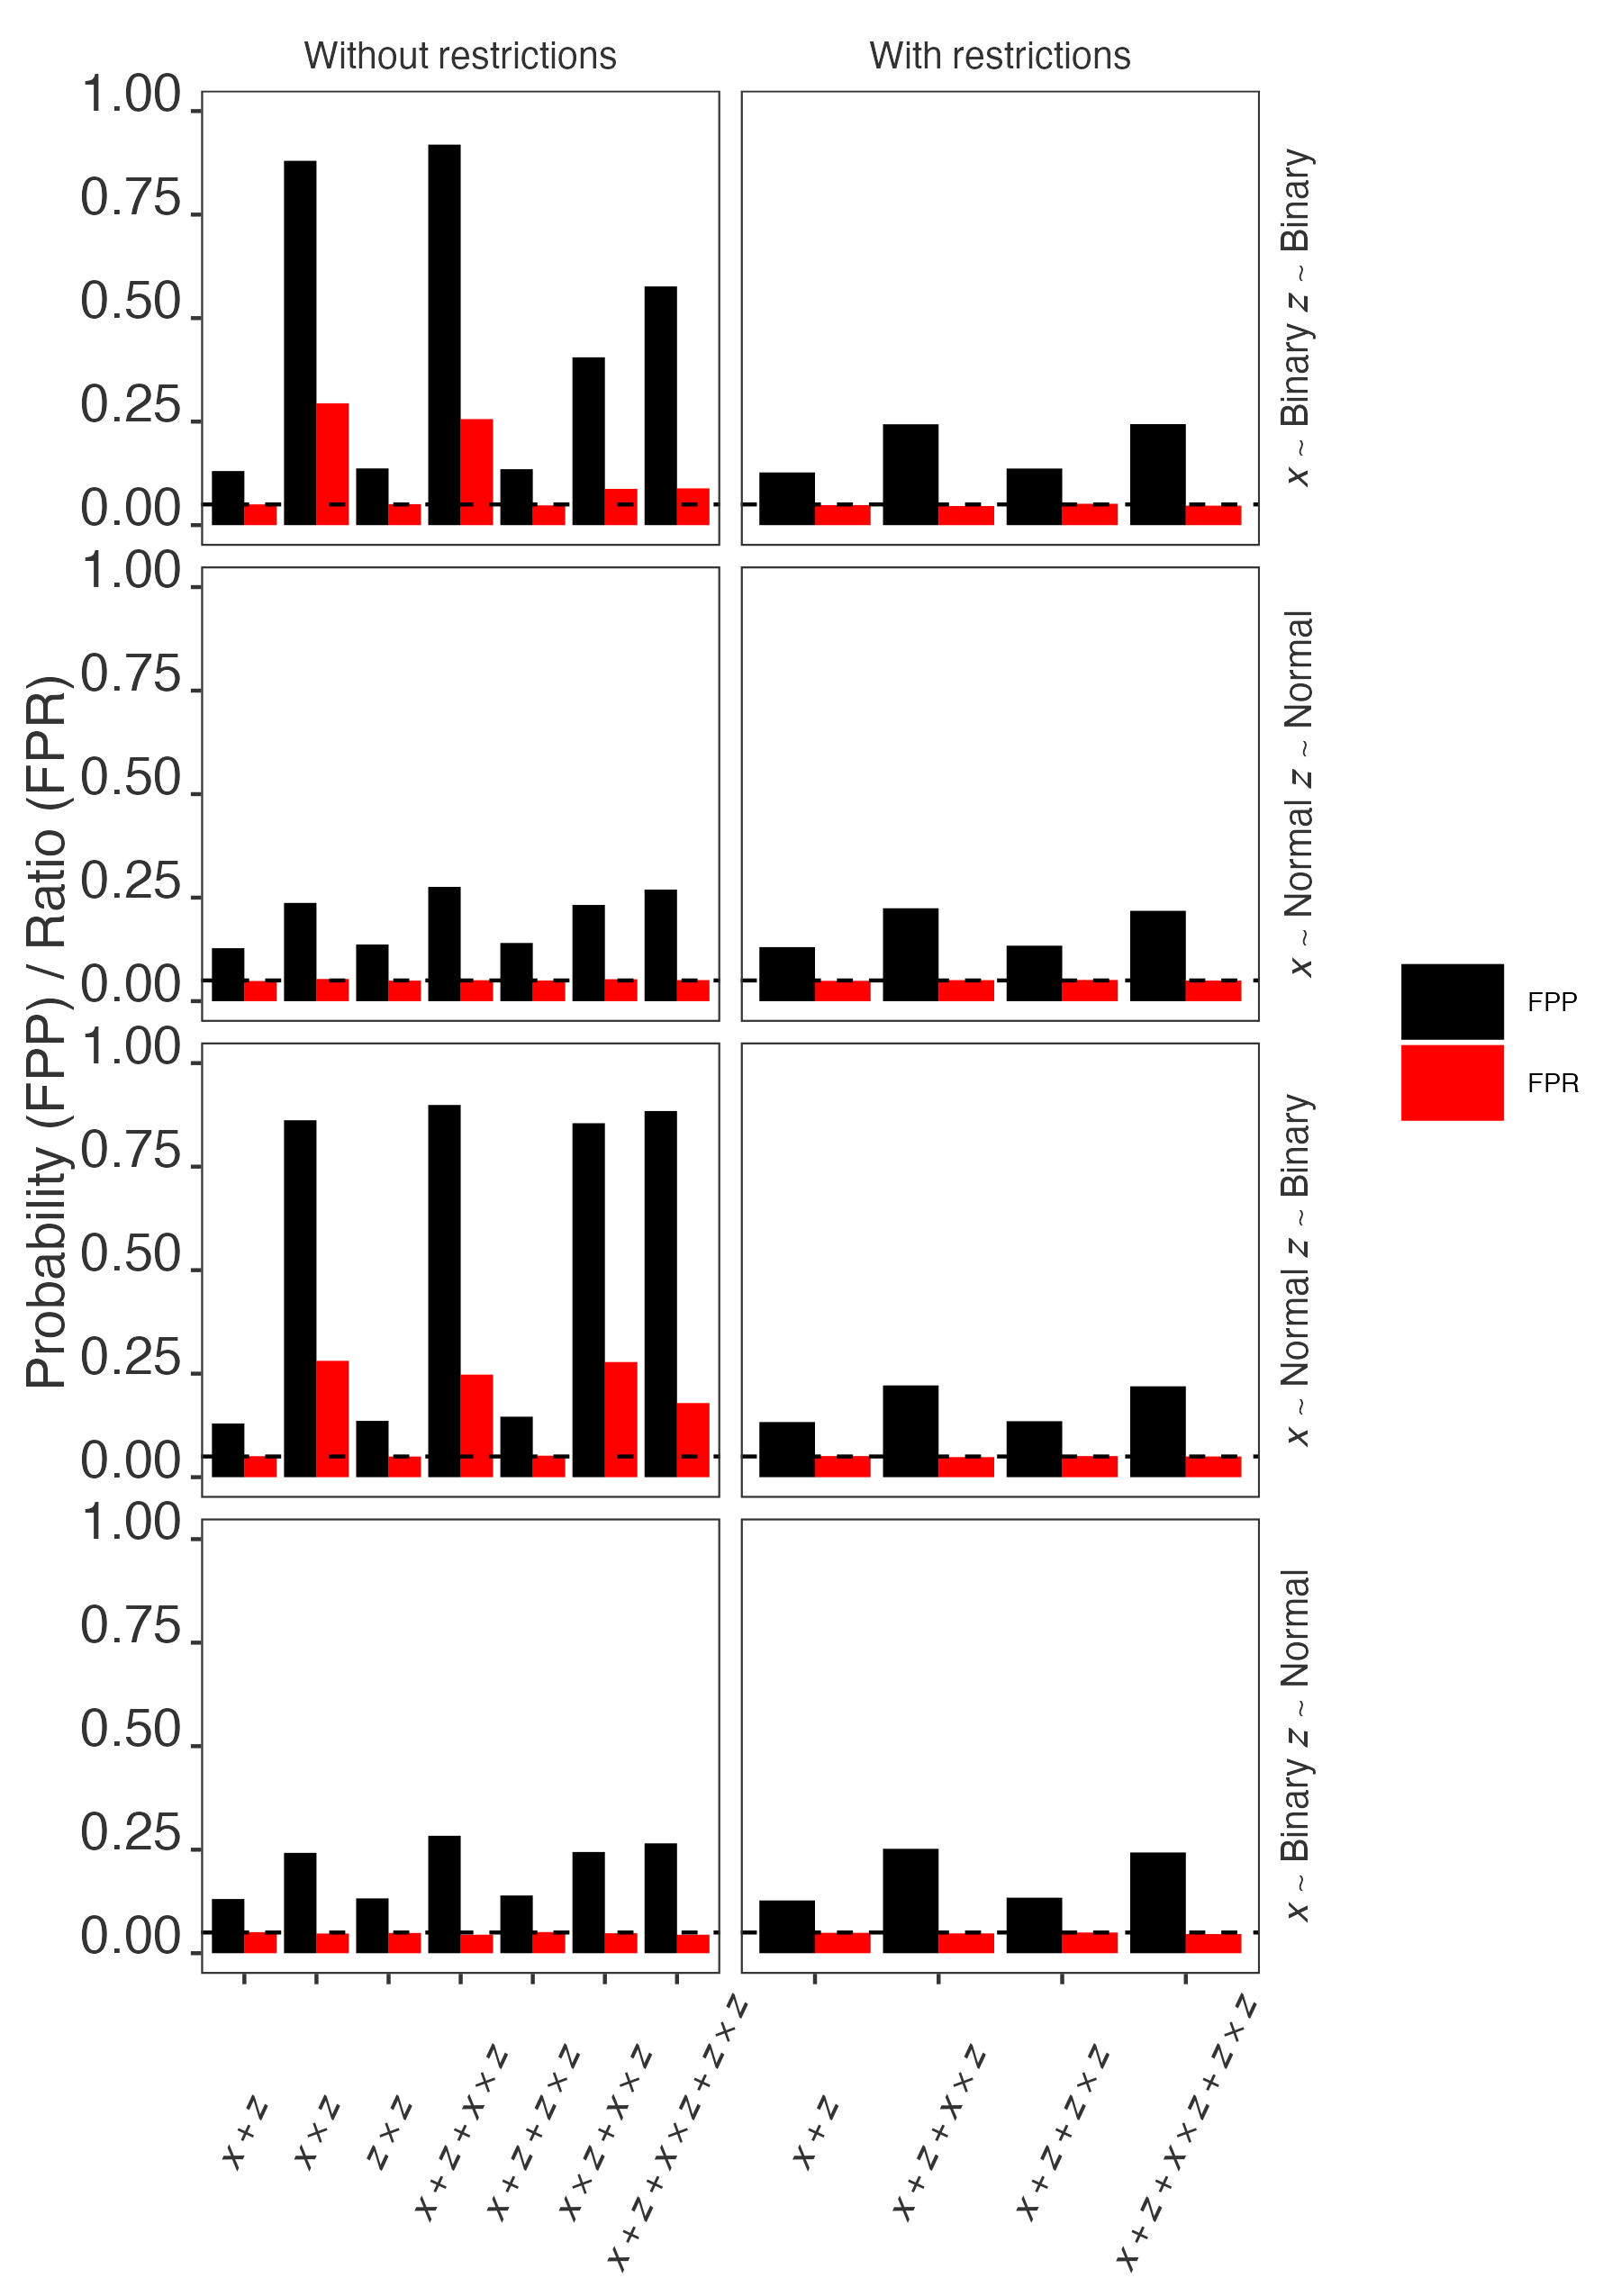 Without restrictions
With restrictions
Probability (FPP) / Ratio (FPR)
1.00
0.75
0.50
0.25
0.00
x ~ Binary z ~ Binary
1.00
0.75
0.50
0.25
0.00
x ~ Normal z ~ Normal
1.00
0.75
0.50
0.25
0.00
x ~ Normal z ~ Binary
1.00
0.75
0.50
0.25
0.00
x ~ Binary z ~ Normal
x + z
x × z
z × z
x + z + x × z
x + z + z × z
x × z + x × z
x + z + x × z + z × z
x + z
x + z + x × z
x + z + z × z
x + z + x × z + z × z
FPP
FPR